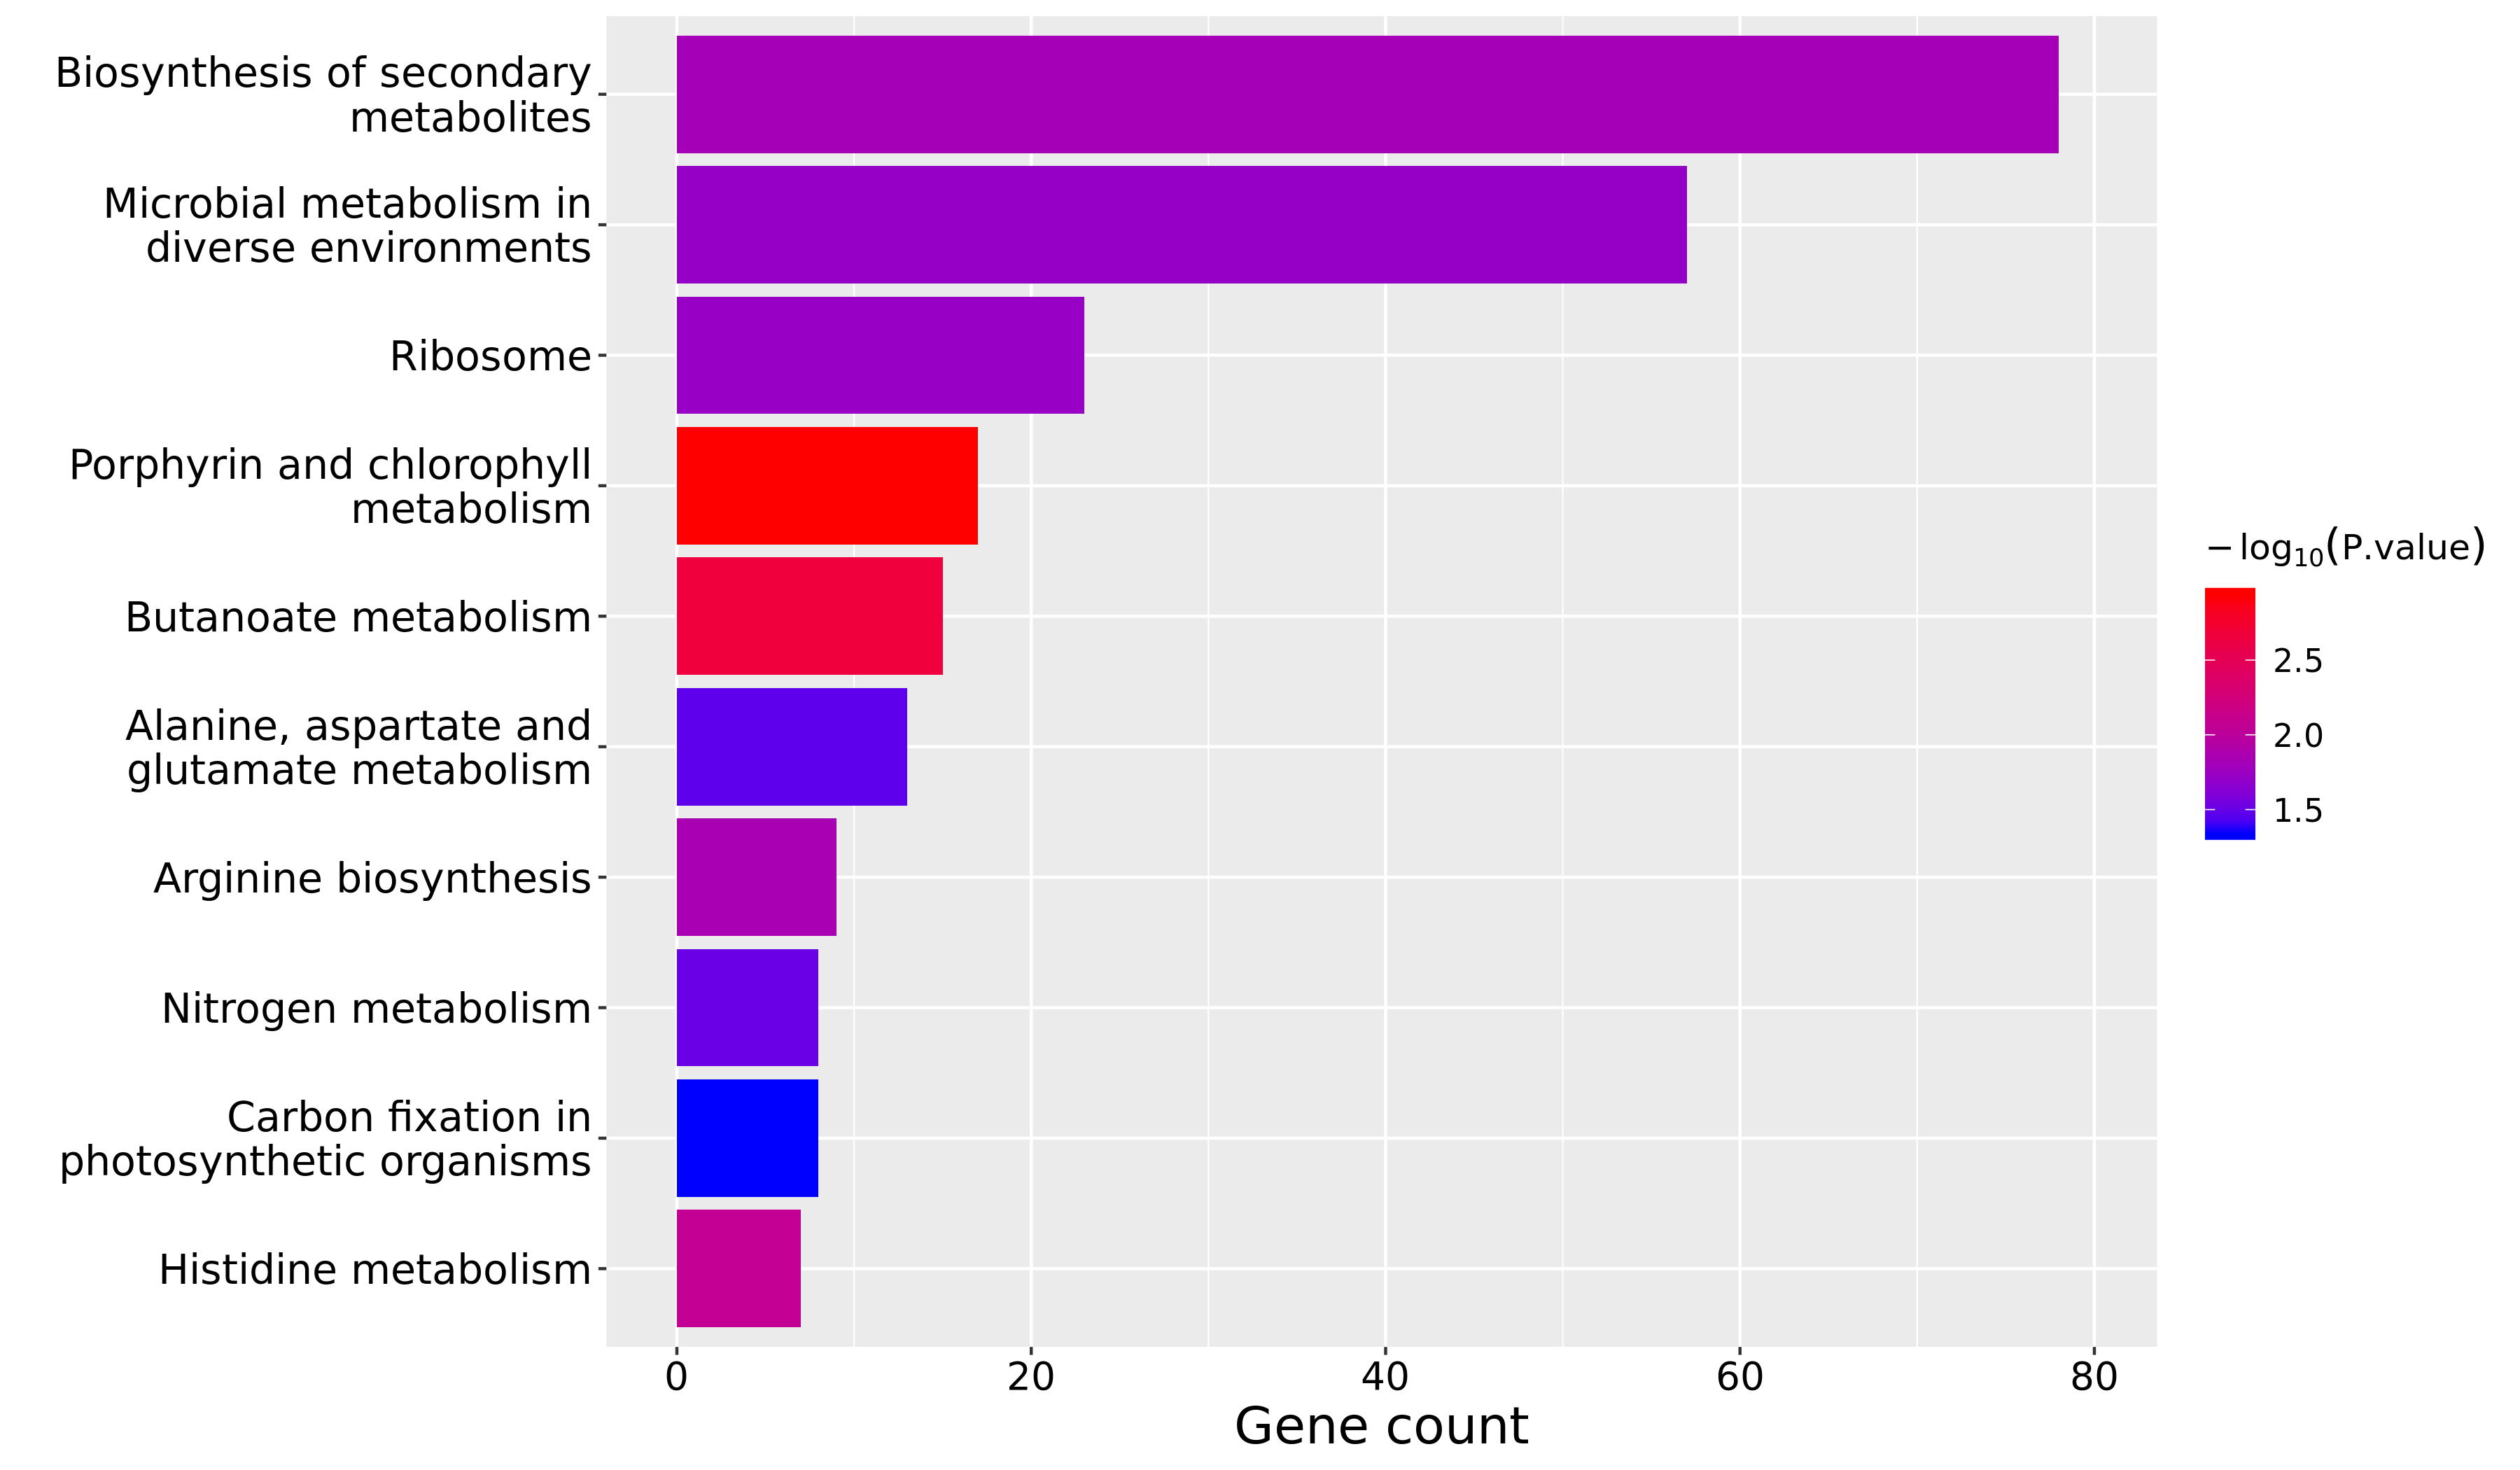 Biosynthesis of secondary
metabolites
Microbial metabolism in
diverse environments
Ribosome
Porphyrin and chlorophyll
metabolism
Butanoate metabolism
Alanine, aspartate and
glutamate metabolism
Arginine biosynthesis
Nitrogen metabolism
Carbon fixation in
photosynthetic organisms
Histidine metabolism
0 20 40 60 80
Gene count
−log₁₀(P.value)
2.5
2.0
1.5